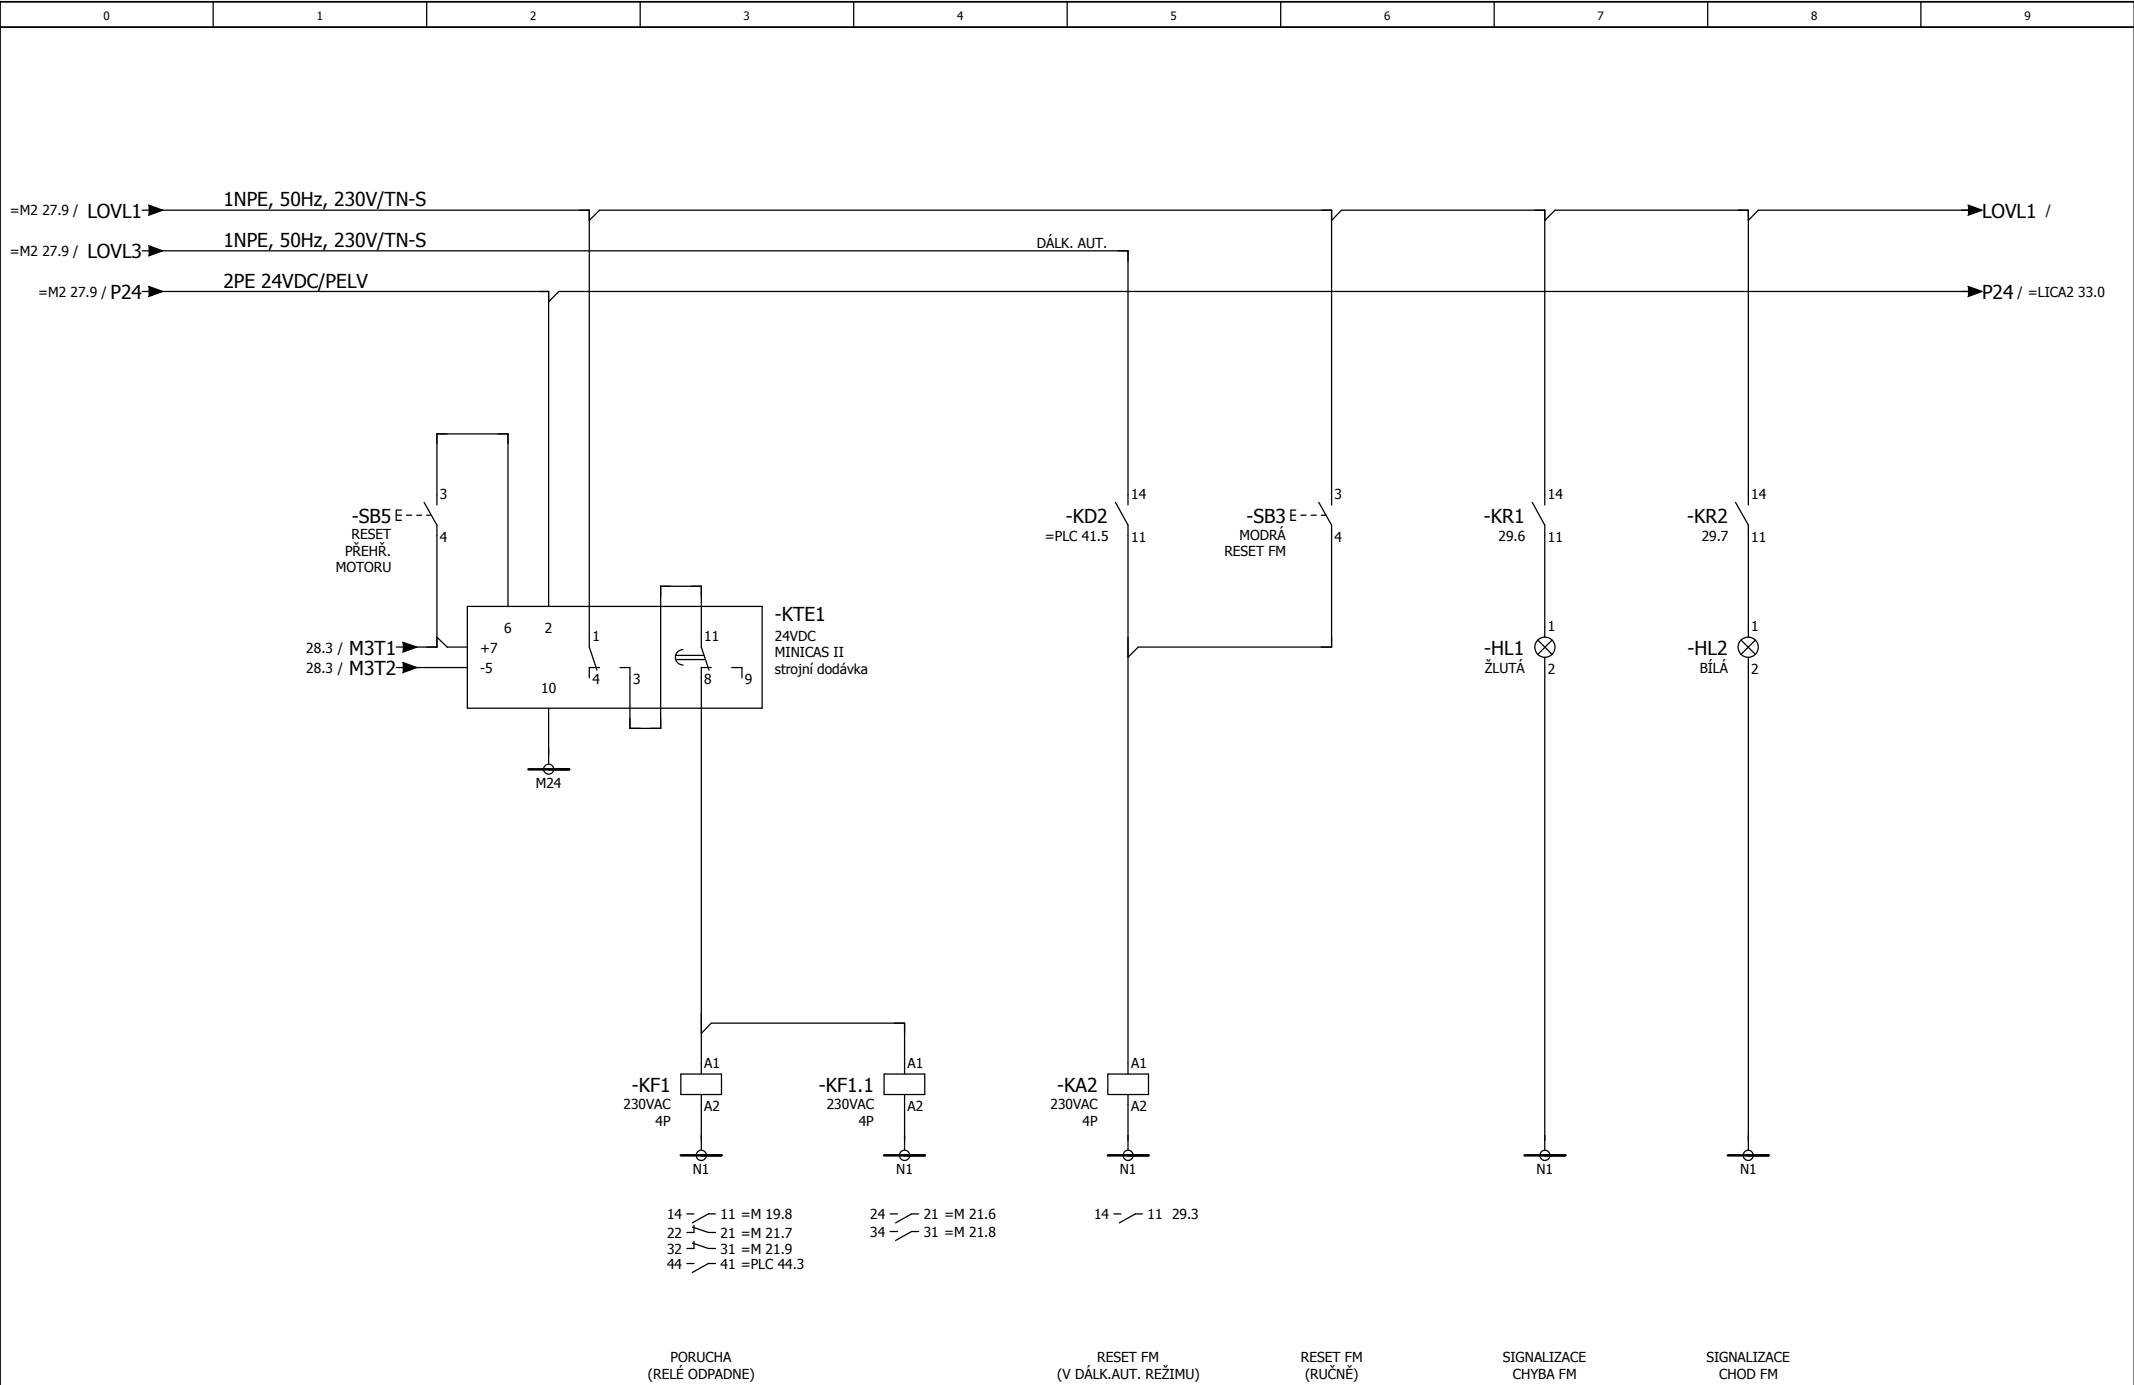 0 1 2 3 4 5 6 7 8 9
=M2 27.9 / LOVL1 1NPE, 50Hz, 230V/TN-S LOVL1 /
=M2 27.9 / LOVL3 1NPE, 50Hz, 230V/TN-S DÁLK. AUT.
=M2 27.9 / P24 2PE 24VDC/PELV P24 / =LICA2 33.0
3
-SB5
RESET
PŘEHŘ.
MOTORU
4
14
-KD2
=PLC 41.5
11
3
-SB3
MODRÁ
RESET FM
4
14
-KR1
29.6
11
14
-KR2
29.7
11
-KTE1
24VDC
MINICAS II
strojní dodávka
6 2 1 11
28.3 / M3T1 +7
28.3 / M3T2 -5
4 3 8 9
10
M24
1
-HL1
ŽLUTÁ
2
1
-HL2
BÍLÁ
2
A1
-KF1
230VAC
4P
A2
N1
A1
-KF1.1
230VAC
4P
A2
N1
A1
-KA2
230VAC
4P
A2
N1
N1
N1
14 11 =M 19.8
22 21 =M 21.7
32 31 =M 21.9
44 41 =PLC 44.3
24 21 =M 21.6
34 31 =M 21.8
14 11 29.3
PORUCHA
(RELÉ ODPADNE)
RESET FM
(V DÁLK.AUT. REŽIMU)
RESET FM
(RUČNĚ)
SIGNALIZACE
CHYBA FM
SIGNALIZACE
CHOD FM